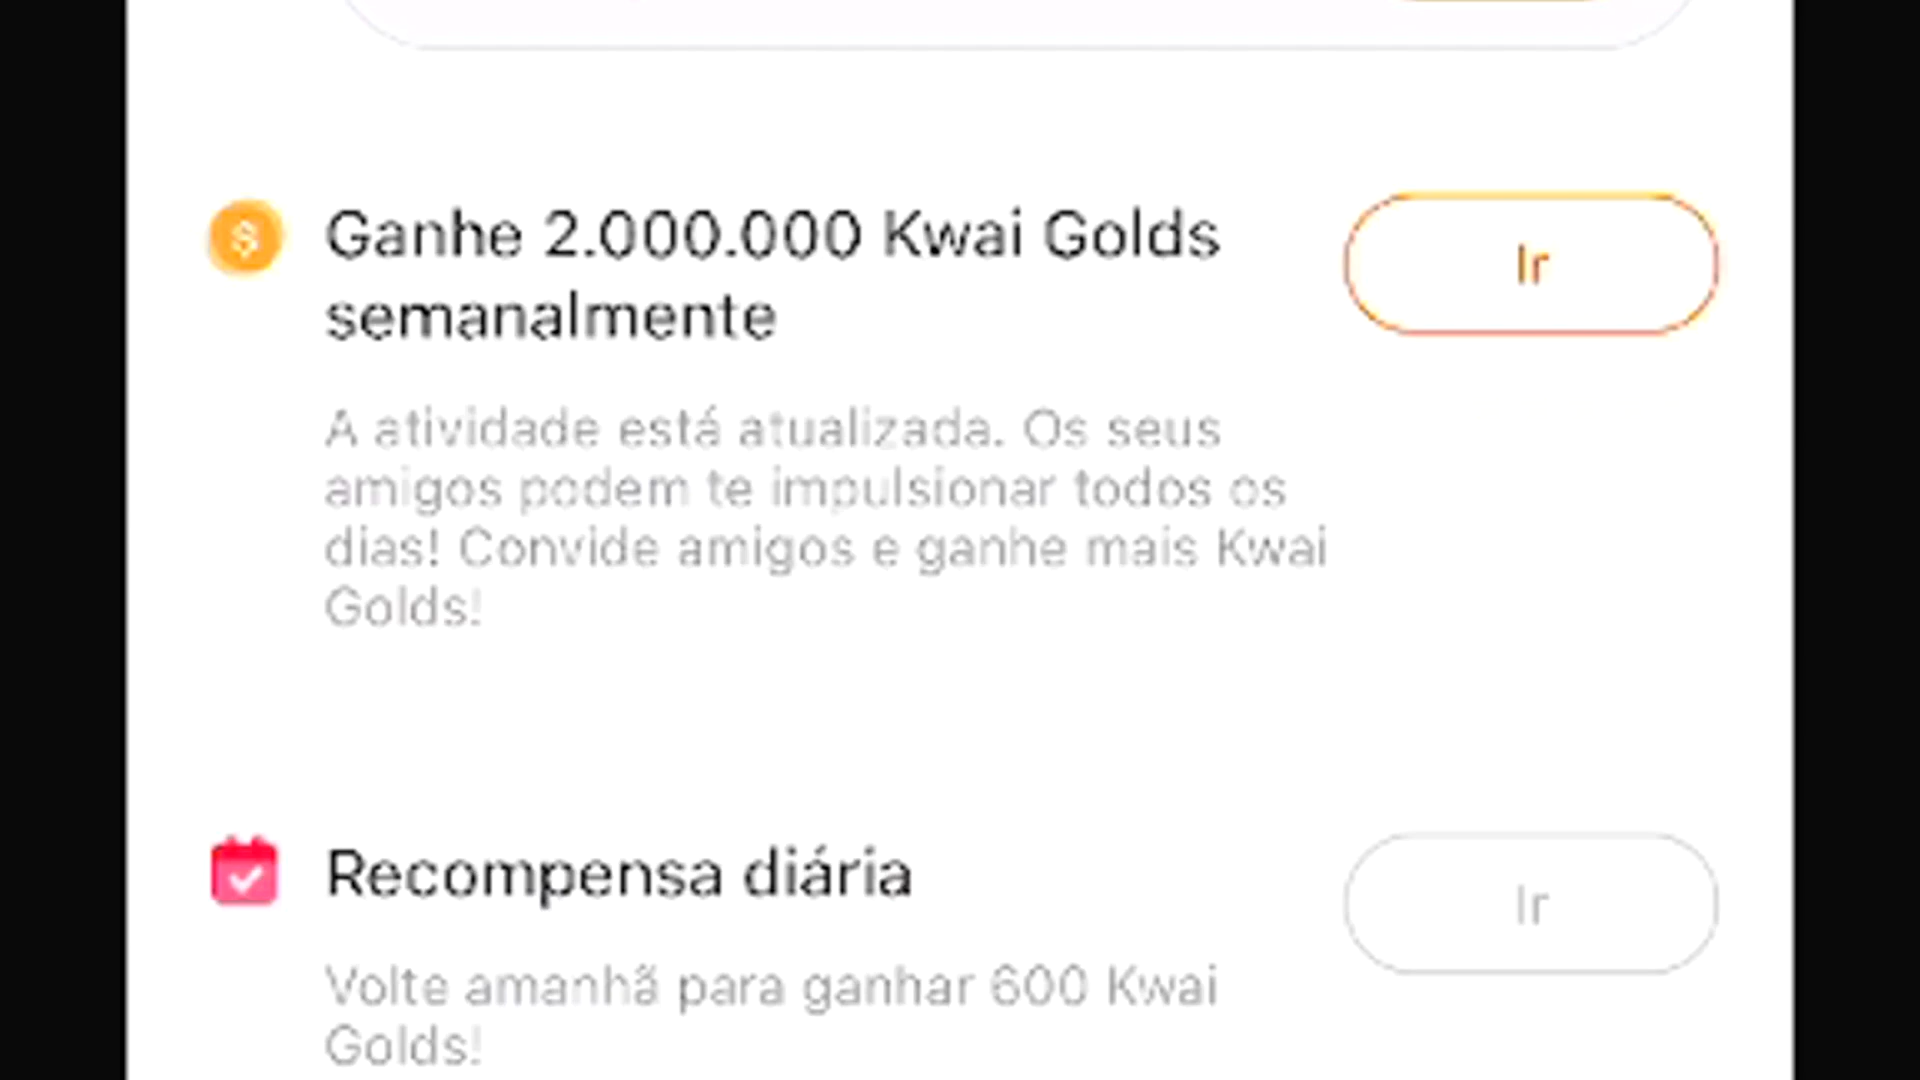 Ganhe 2.000.000 Kwai Golds
semanalmente
Ir
A atividade está atualizada. Os seus
amigos podem te impulsionar todos os
dias! Convide amigos e ganhe mais Kwai
Golds!
Recompensa diária
Ir
Volte amanhã para ganhar 600 Kwai
Golds!